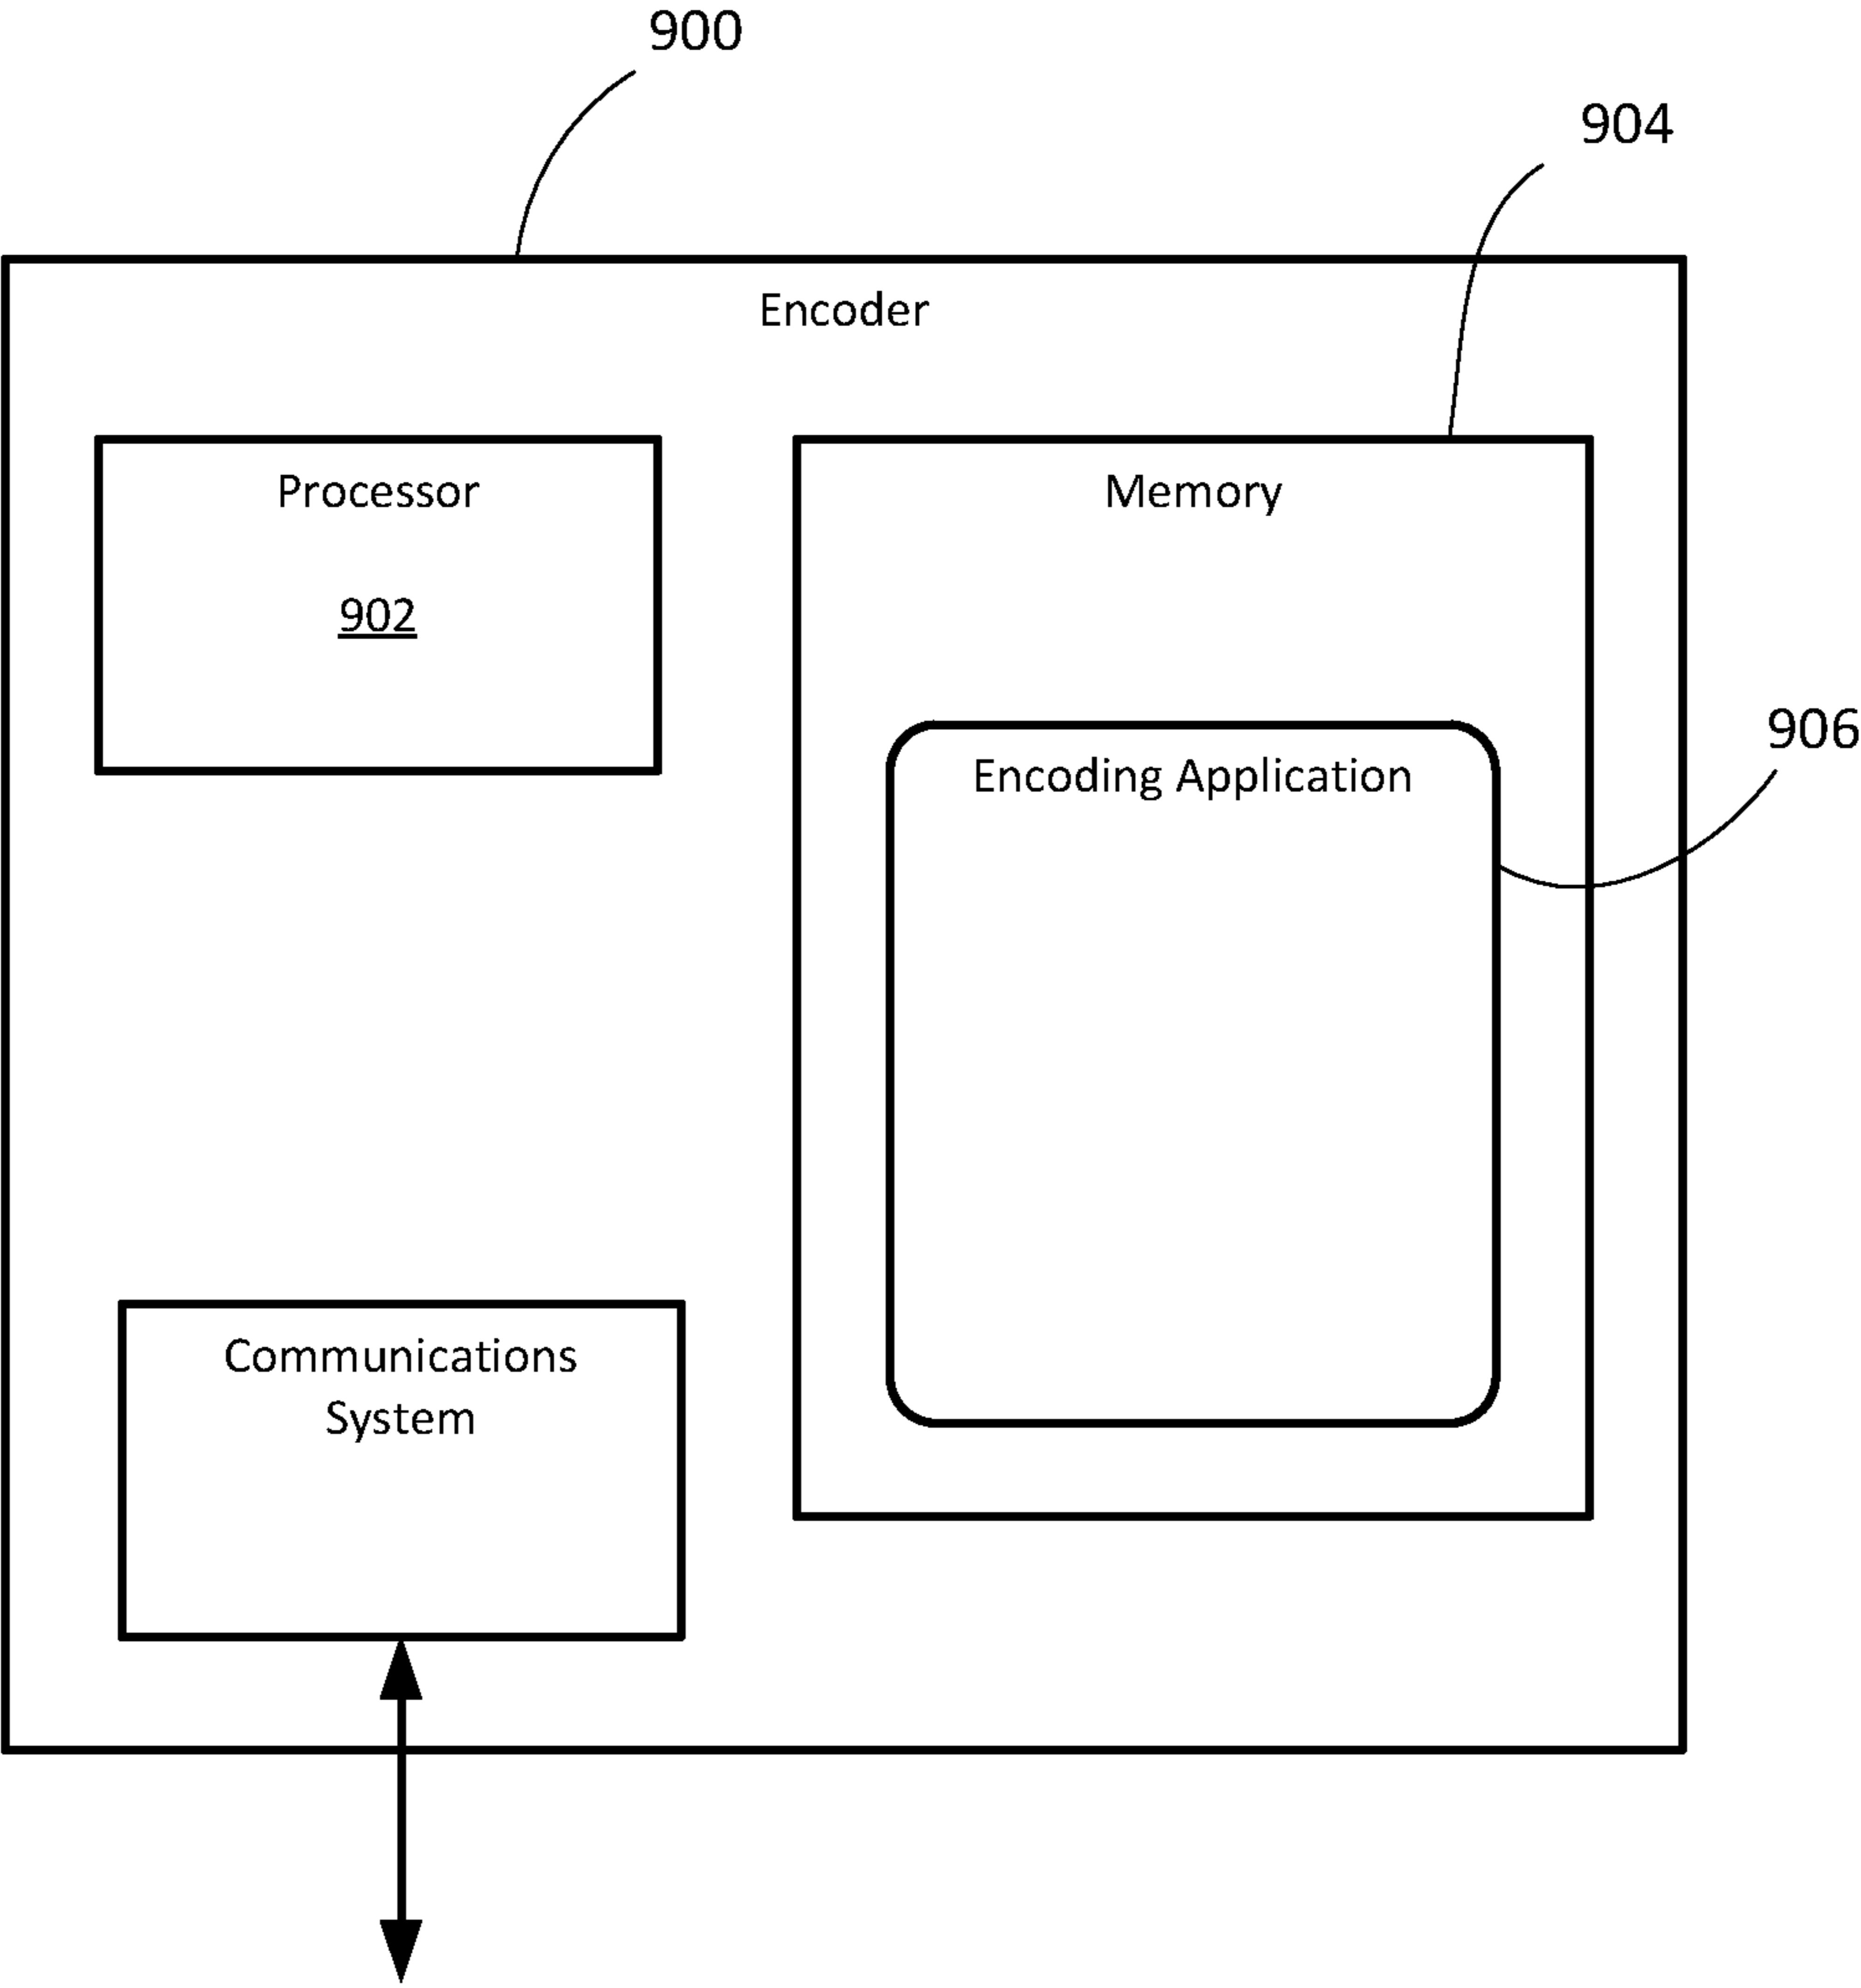 900
904
Encoder
Processor
Memory
902
906
Encoding Application
Communications
System